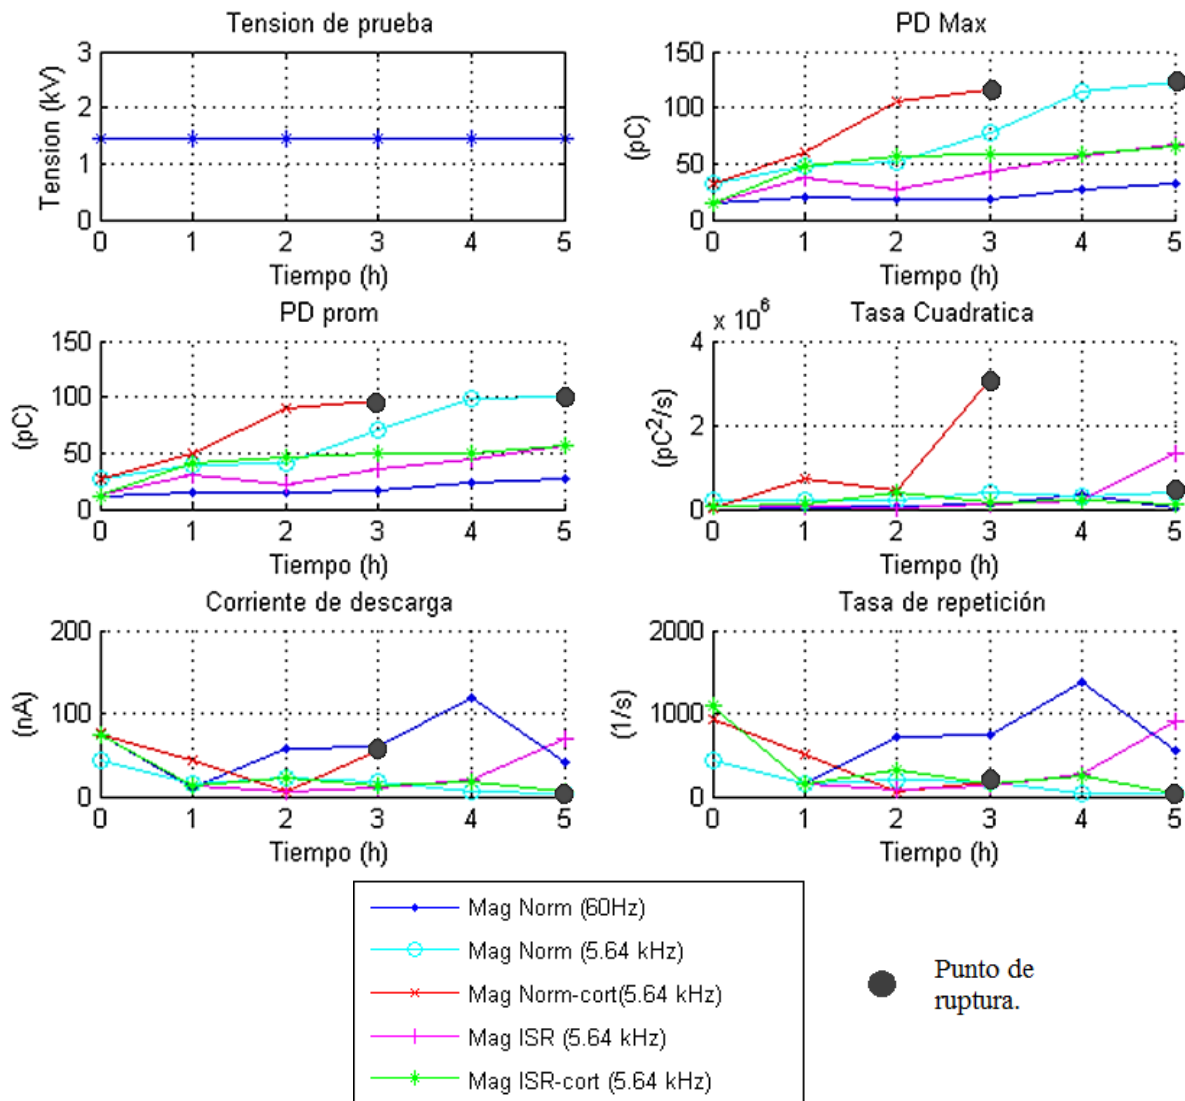 Tension de prueba
3
2
1
0
Tension (kV)
0 1 2 3 4 5
Tiempo (h)
PD Max
150
100
50
0
(pC)
0 1 2 3 4 5
Tiempo (h)
PD prom
150
100
50
0
(pC)
0 1 2 3 4 5
Tiempo (h)
x 10^6
Tasa Cuadratica
4
2
0
(pC^2/s)
0 1 2 3 4 5
Tiempo (h)
Corriente de descarga
200
100
0
(nA)
0 1 2 3 4 5
Tiempo (h)
Tasa de repetición
2000
1000
0
(1/s)
0 1 2 3 4 5
Tiempo (h)
Mag Norm (60Hz)
Mag Norm (5.64 kHz)
Mag Norm-cort(5.64 kHz)
Mag ISR (5.64 kHz)
Mag ISR-cort (5.64 kHz)
Punto de
ruptura.